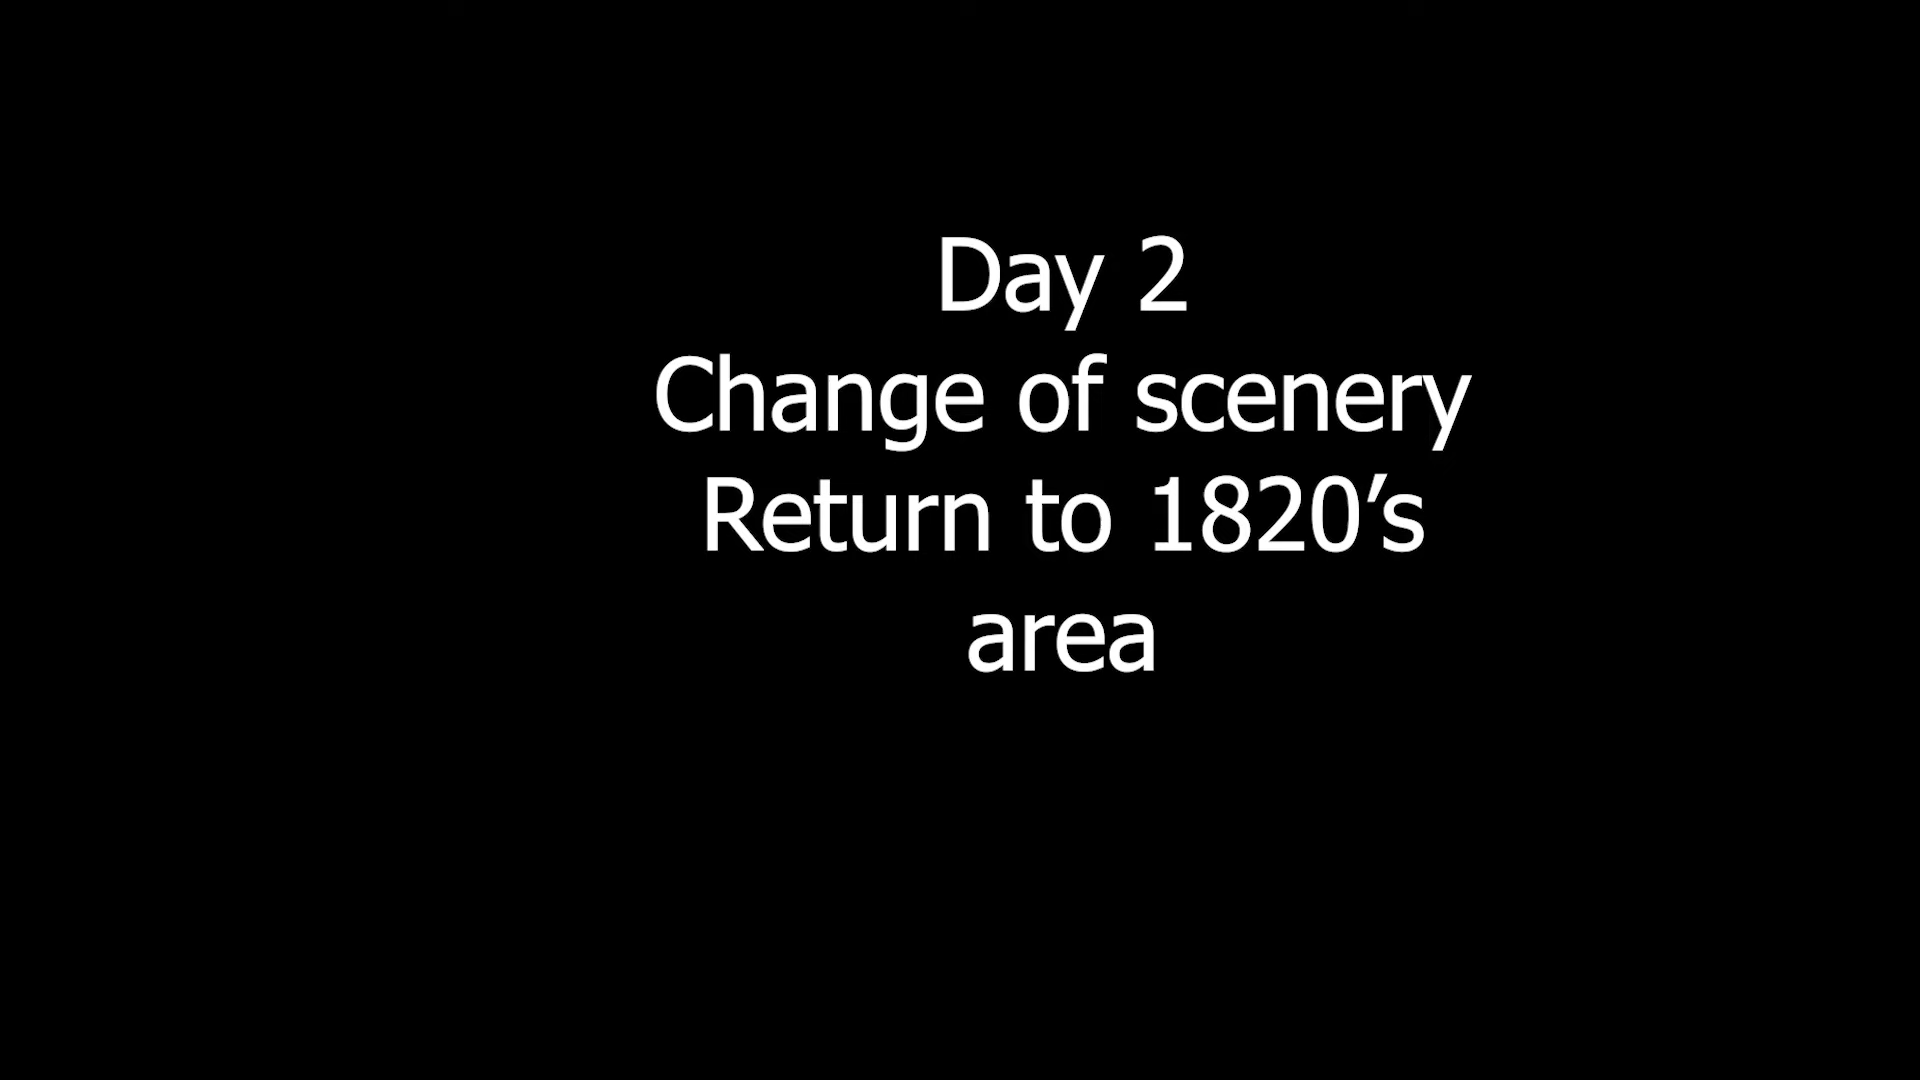 Day 2
Change of scenery
Return to 1820’s
area